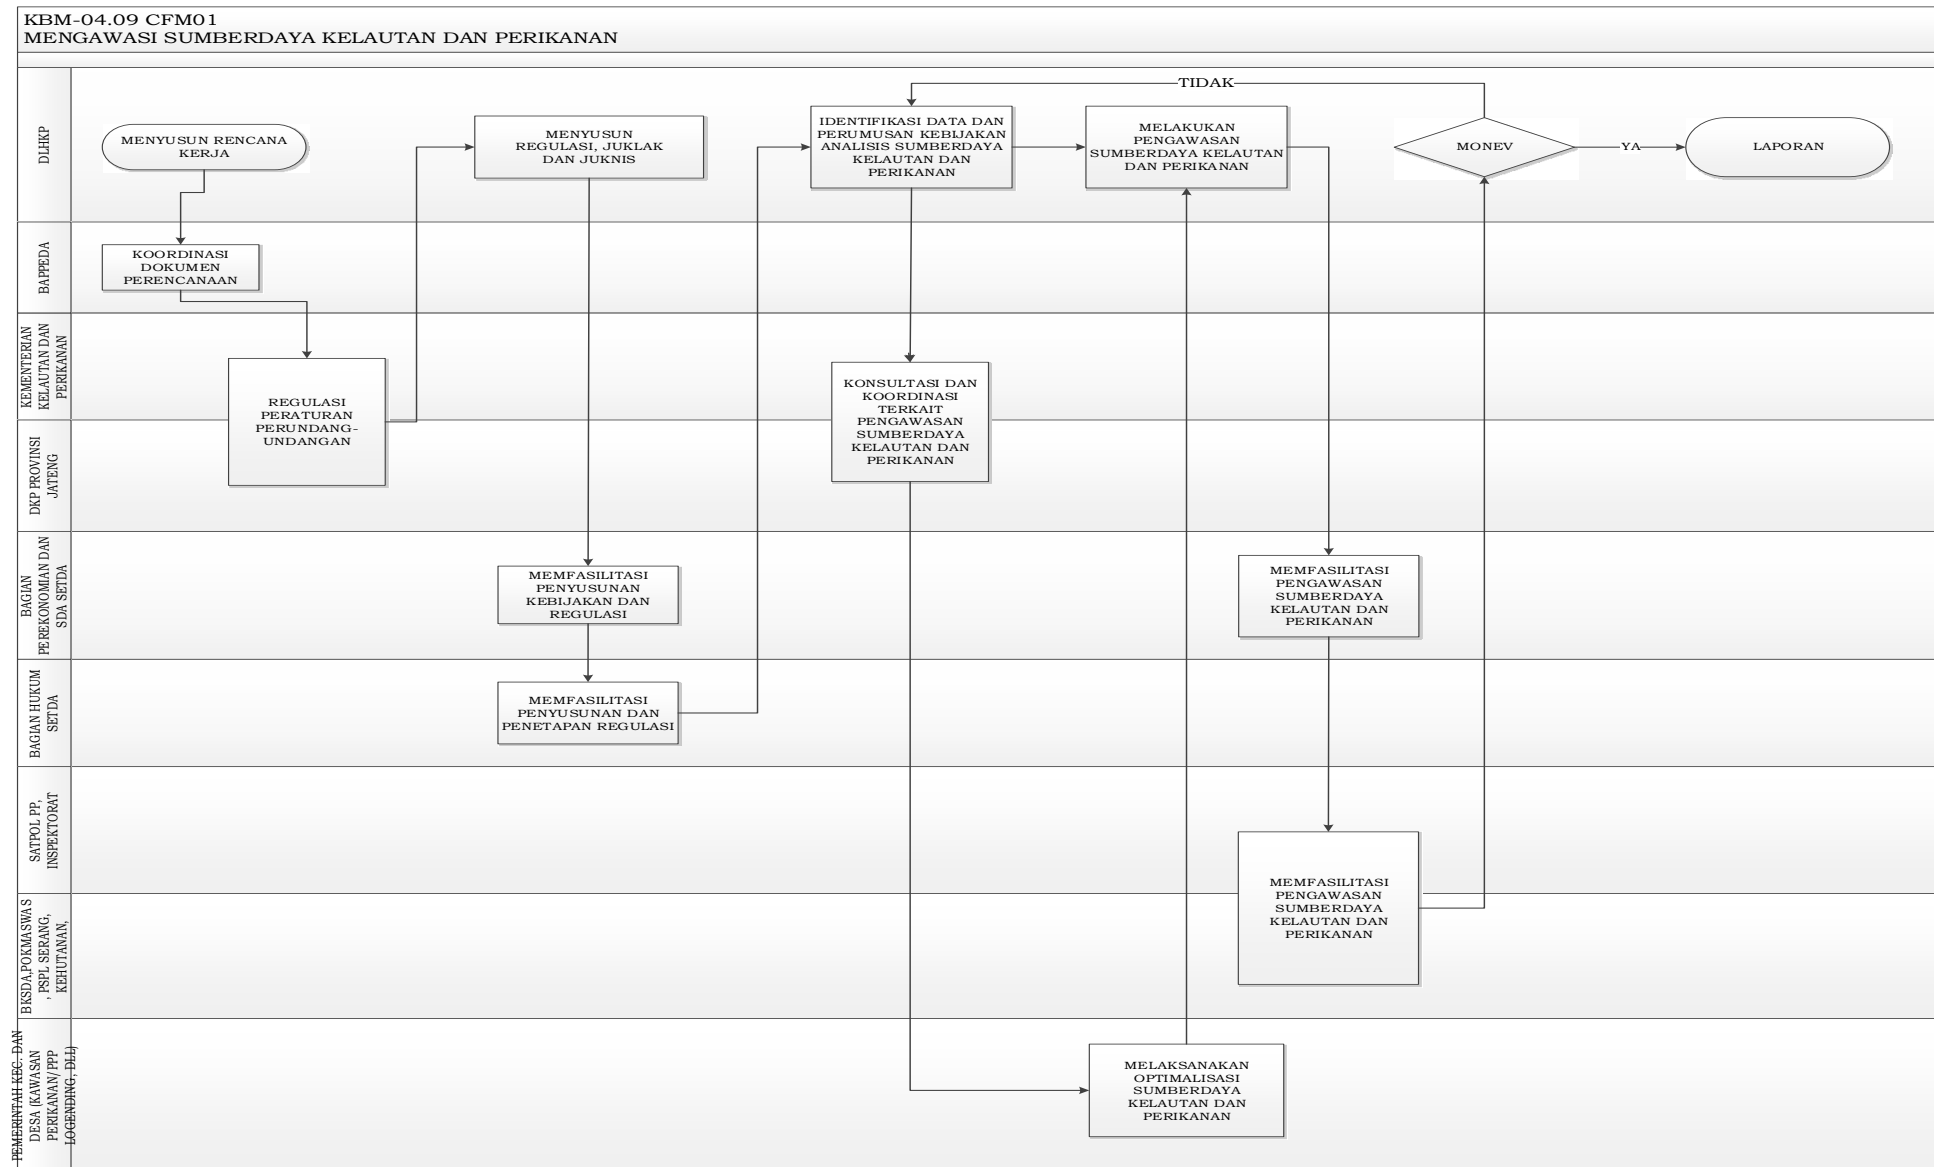 KBM-04.09 CFM01
MENGAWASI SUMBERDAYA KELAUTAN DAN PERIKANAN
DLHKP
MENYUSUN RENCANA
KERJA
MENYUSUN
REGULASI, JUKLAK
DAN JUKNIS
IDENTIFIKASI DATA DAN
PERUMUSAN KEBIJAKAN
ANALISIS SUMBERDAYA
KELAUTAN DAN
PERIKANAN
MELAKUKAN
PENGAWASAN
SUMBERDAYA KELAUTAN
DAN PERIKANAN
TIDAK
MONEV
YA
LAPORAN
BAPPEDA
KOORDINASI
DOKUMEN
PERENCANAAN
KEMENTERIAN
KELAUTAN DAN
PERIKANAN
REGULASI
PERATURAN
PERUNDANG-
UNDANGAN
KONSULTASI DAN
KOORDINASI
TERKAIT
PENGAWASAN
SUMBERDAYA
KELAUTAN DAN
PERIKANAN
DKP PROVINSI
JATENG
BAGIAN
PEREKONOMIAN DAN
SDA SETDA
MEMFASILITASI
PENYUSUNAN
KEBIJAKAN DAN
REGULASI
MEMFASILITASI
PENGAWASAN
SUMBERDAYA
KELAUTAN DAN
PERIKANAN
BAGIAN HUKUM
SETDA
MEMFASILITASI
PENYUSUNAN DAN
PENETAPAN REGULASI
SATPOL PP,
INSPEKTORAT
MEMFASILITASI
PENGAWASAN
SUMBERDAYA
KELAUTAN DAN
PERIKANAN
BKSDA,POKMASWAS
, PSPL SERANG,
KEHUTANAN,
PEMERINTAH KEC. DAN
DESA (KAWASAN
PERIKANAN/PPP
LOGENDING, DLL)
MELAKSANAKAN
OPTIMALISASI
SUMBERDAYA
KELAUTAN DAN
PERIKANAN